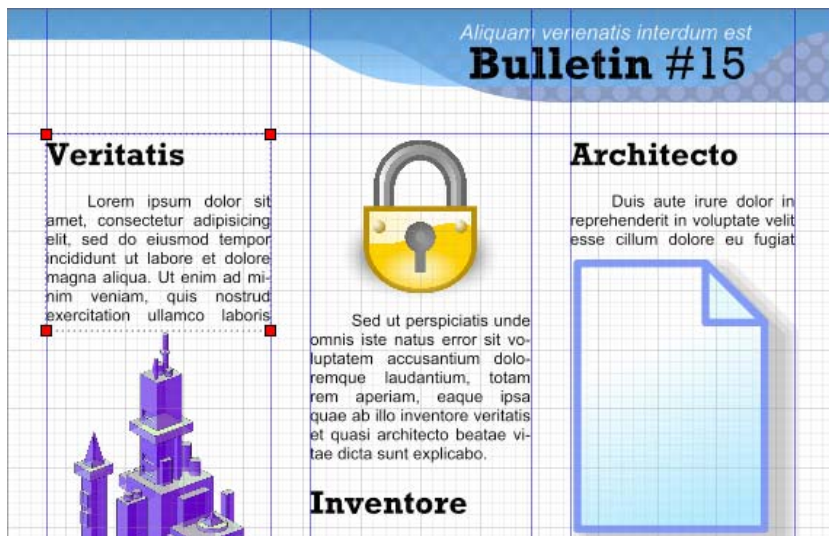 Aliquam venenatis interdum est
Bulletin #15
Veritatis
Lorem ipsum dolor sit
amet, consectetur adipisicing
elit, sed do eiusmod tempor
incididunt ut labore et dolore
magna aliqua. Ut enim ad mi-
nim veniam, quis nostrud
exercitation ullamco laboris
Sed ut perspiciatis unde
omnis iste natus error sit vo-
luptatem accusantium dolo-
remque laudantium, totam
rem aperiam, eaque ipsa
quae ab illo inventore veritatis
et quasi architecto beatae vi-
tae dicta sunt explicabo.
Inventore
Architecto
Duis aute irure dolor in
reprehenderit in voluptate velit
esse cillum dolore eu fugiat